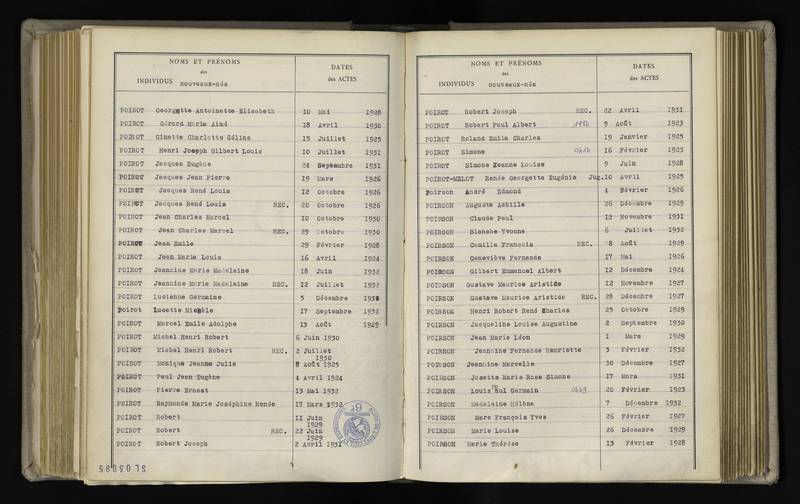 NOMS ET PRÉNOMS
des
INDIVIDUS nouveaux-nés
DATES
des ACTES
POIROT Georgette Antoinette Elisabeth 10 Mai 1928
POIROT Gérard Marie Aimé 18 Avril 1930
POIROT Ginette Charlotte Céline 15 Juillet 1925
POIROT Henri Joseph Gilbert Louis 10 Juillet 1931
POIROT Jacques Eugène 24 Septembre 1931
POIROT Jacques Jean Pierre 19 Mars 1926
POIROT Jacques René Louis 12 Octobre 1926
POIROT Jacques René Louis REC. 20 Octobre 1926
POIROT Jean Charles Marcel 10 Octobre 1930
POIROT Jean Charles Marcel REC. 29 Octobre 1930
POIROT Jean Emile 29 Février 1928
POIROT Jean Marie Louis 16 Avril 1924
POIROT Jeannine Marie Madeleine 18 Juin 1932
POIROT Jeannine Marie Madeleine REC. 12 Juillet 1932
POIROT Lucienne Germaine 5 Décembre
Poirot Lucette Michèle 17 Septembre 1932
POIROT Marcel Emile Adolphe 13 Août 1929
POIROT Michel Henri Robert 6 Juin 1930
POIROT Michel Henri Robert REC. 2 Juillet
1930
POIROT Monique Jeanne Julie 8 Août 1925
POIROT Paul Jean Eugène 4 Avril 1924
POIROT Pierre Ernest 13 Mai 1932
POIROT Raymonde Marie Joséphine Renée 17 Mars 1932
POIROT Robert 11 Juin
1929
POIROT Robert REC. 22 Juin
1929
POIROT Robert Joseph 2 Avril 1931
SL03095
NOMS ET PRÉNOMS
des
INDIVIDUS nouveaux-nés
DATES
des ACTES
POIROT Robert Joseph REC. 22 Avril 1931
POIROT Robert Paul Albert 9 Août 1923
POIROT Roland Emile Charles 19 Janvier 1925
POIROT Simone 16 Février 1923
POIROT Simone Yvonne Louise 9 Juin 1928
POIROT-MELOT Renée Georgette Eugénie Jug. 10 Avril 1925
Poirson André Edmond 4 Février 1926
POIRSON Auguste Achille 26 Décembre 1929
POIRSON Claude Paul 12 Novembre 1931
POIRSON Blanche Yvonne 6 Juillet 1932
POIRSON Camille François REC. 8 Août 1929
POIRSON Geneviève Fernande 17 Mai 1926
POIRSON Gilbert Emmanuel Albert 12 Décembre 1924
POIRSON Gustave Maurice Aristide 12 Novembre 1927
POIRSON Gustave Maurice Aristide REC. 28 Décembre 1927
POIRSON Henri Robert René Charles 25 Octobre 1929
POIRSON Jacqueline Louise Augustine 2 Septembre 1930
POIRSON Jean Marie Léon 1 Mars 1929
POIRSON Jeannine Fernande Henriette 3 Février 1932
POIRSON Jeannine Marcelle 30 Décembre 1927
POIRSON Josette Marie Rose Simone 17 Mars 1931
POIRSON Louis Paul Germain 20 Février 1923
POIRSON Madeleine Hélène 7 Décembre 1932
POIRSON Marc François Yves 26 Février 1927
POIRSON Marie Louise 26 Décembre 1929
POIRSON Marie Thérèse 13 Février 1928